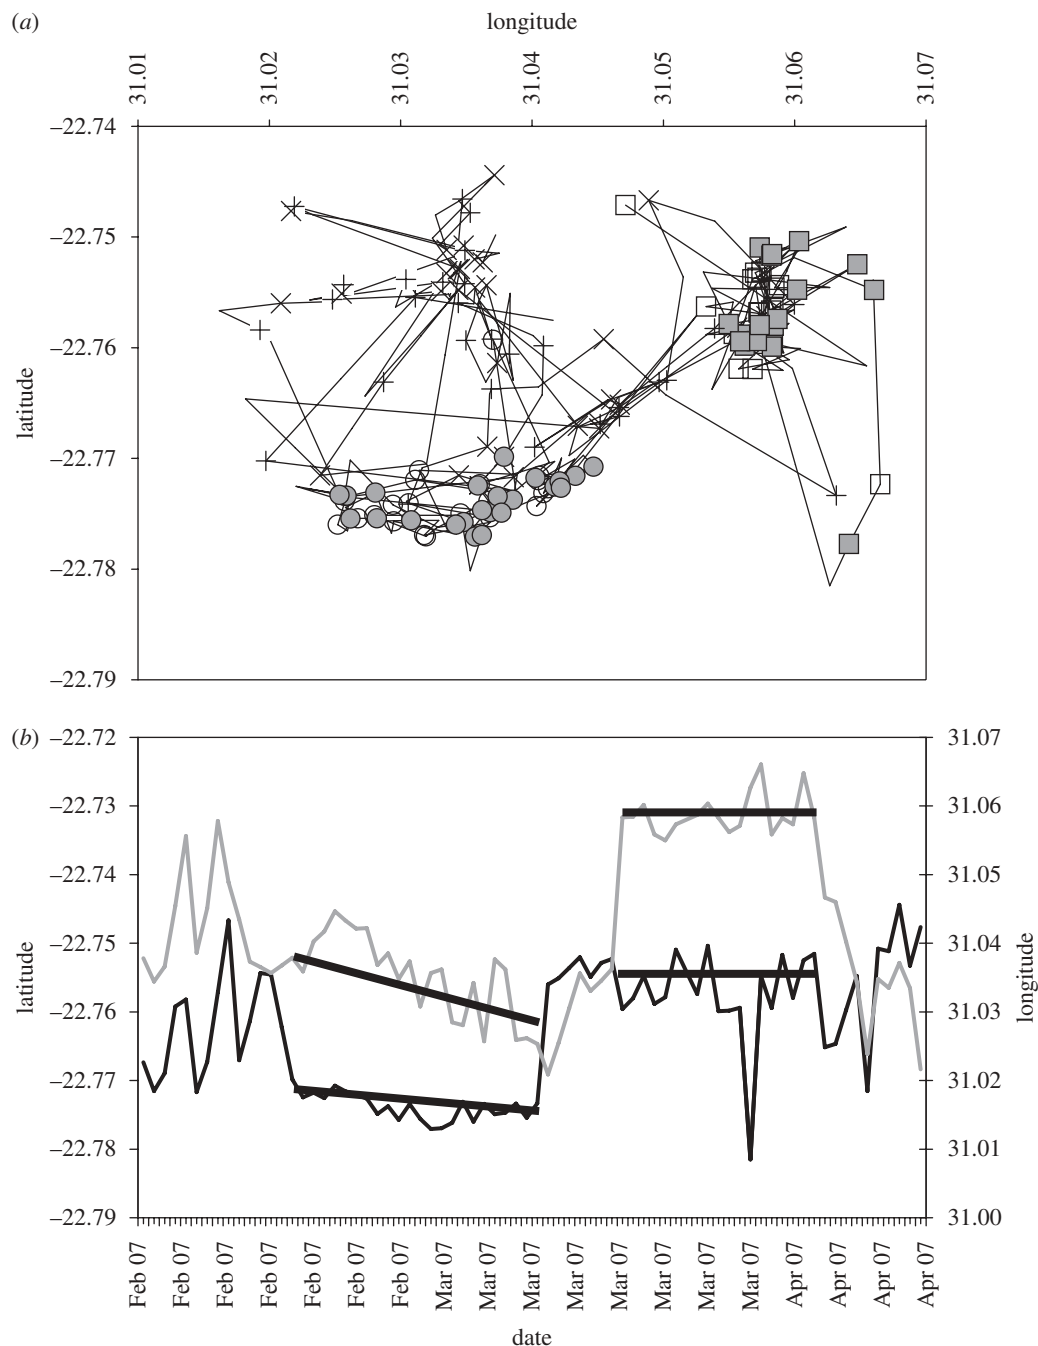 (a) longitude
31.01 31.02 31.03 31.04 31.05 31.06 31.07
−22.74
−22.75
−22.76
−22.77
−22.78
−22.79
latitude
(b) −22.72 31.07
−22.73 31.06
−22.74 31.05
−22.75 31.04
−22.76 31.03
−22.77 31.02
−22.78 31.01
−22.79 31.00
latitude
longitude
Feb 07 Feb 07 Feb 07 Feb 07 Feb 07 Feb 07 Feb 07 Mar 07 Mar 07 Mar 07 Mar 07 Mar 07 Mar 07 Mar 07 Mar 07 Apr 07 Apr 07 Apr 07 Apr 07
date